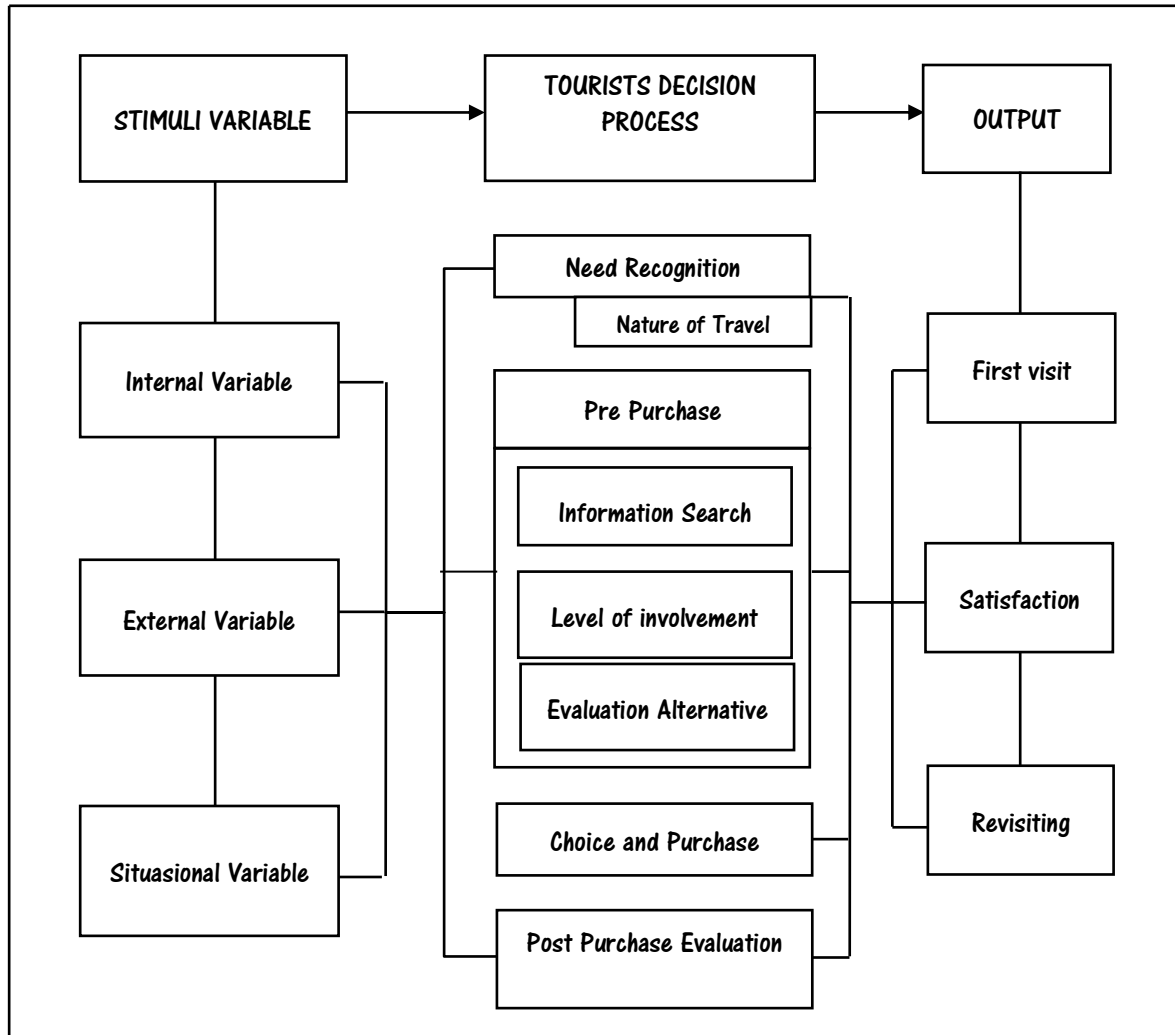 STIMULI VARIABLE
TOURISTS DECISION
PROCESS
OUTPUT
Need Recognition
Nature of Travel
Internal Variable
Pre Purchase
First visit
Information Search
External Variable
Level of involvement
Satisfaction
Evaluation Alternative
Situasional Variable
Choice and Purchase
Revisiting
Post Purchase Evaluation